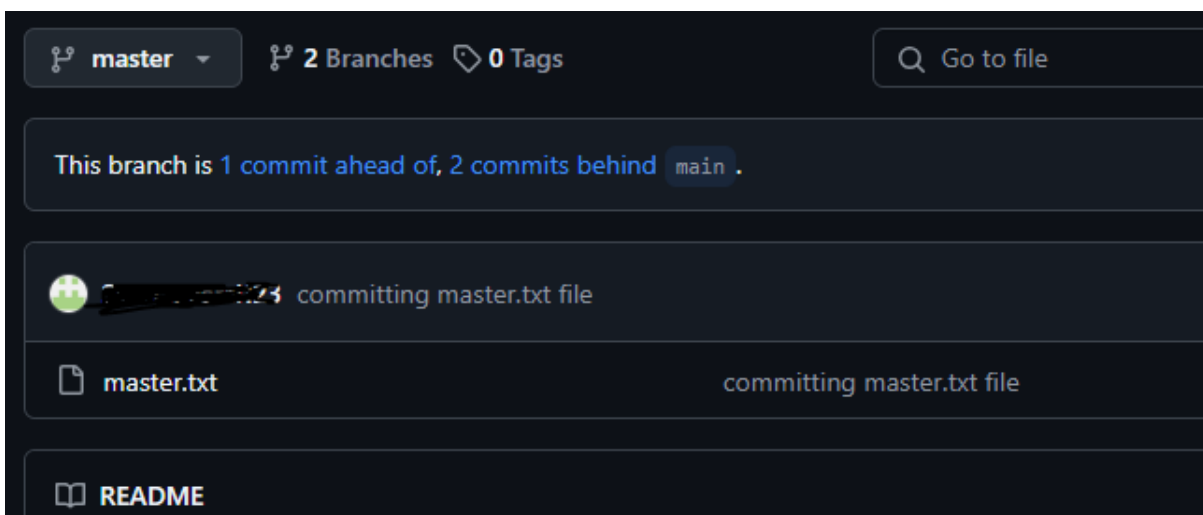 master
2 Branches 0 Tags
Go to file
This branch is 1 commit ahead of, 2 commits behind main .
committing master.txt file
master.txt committing master.txt file
README